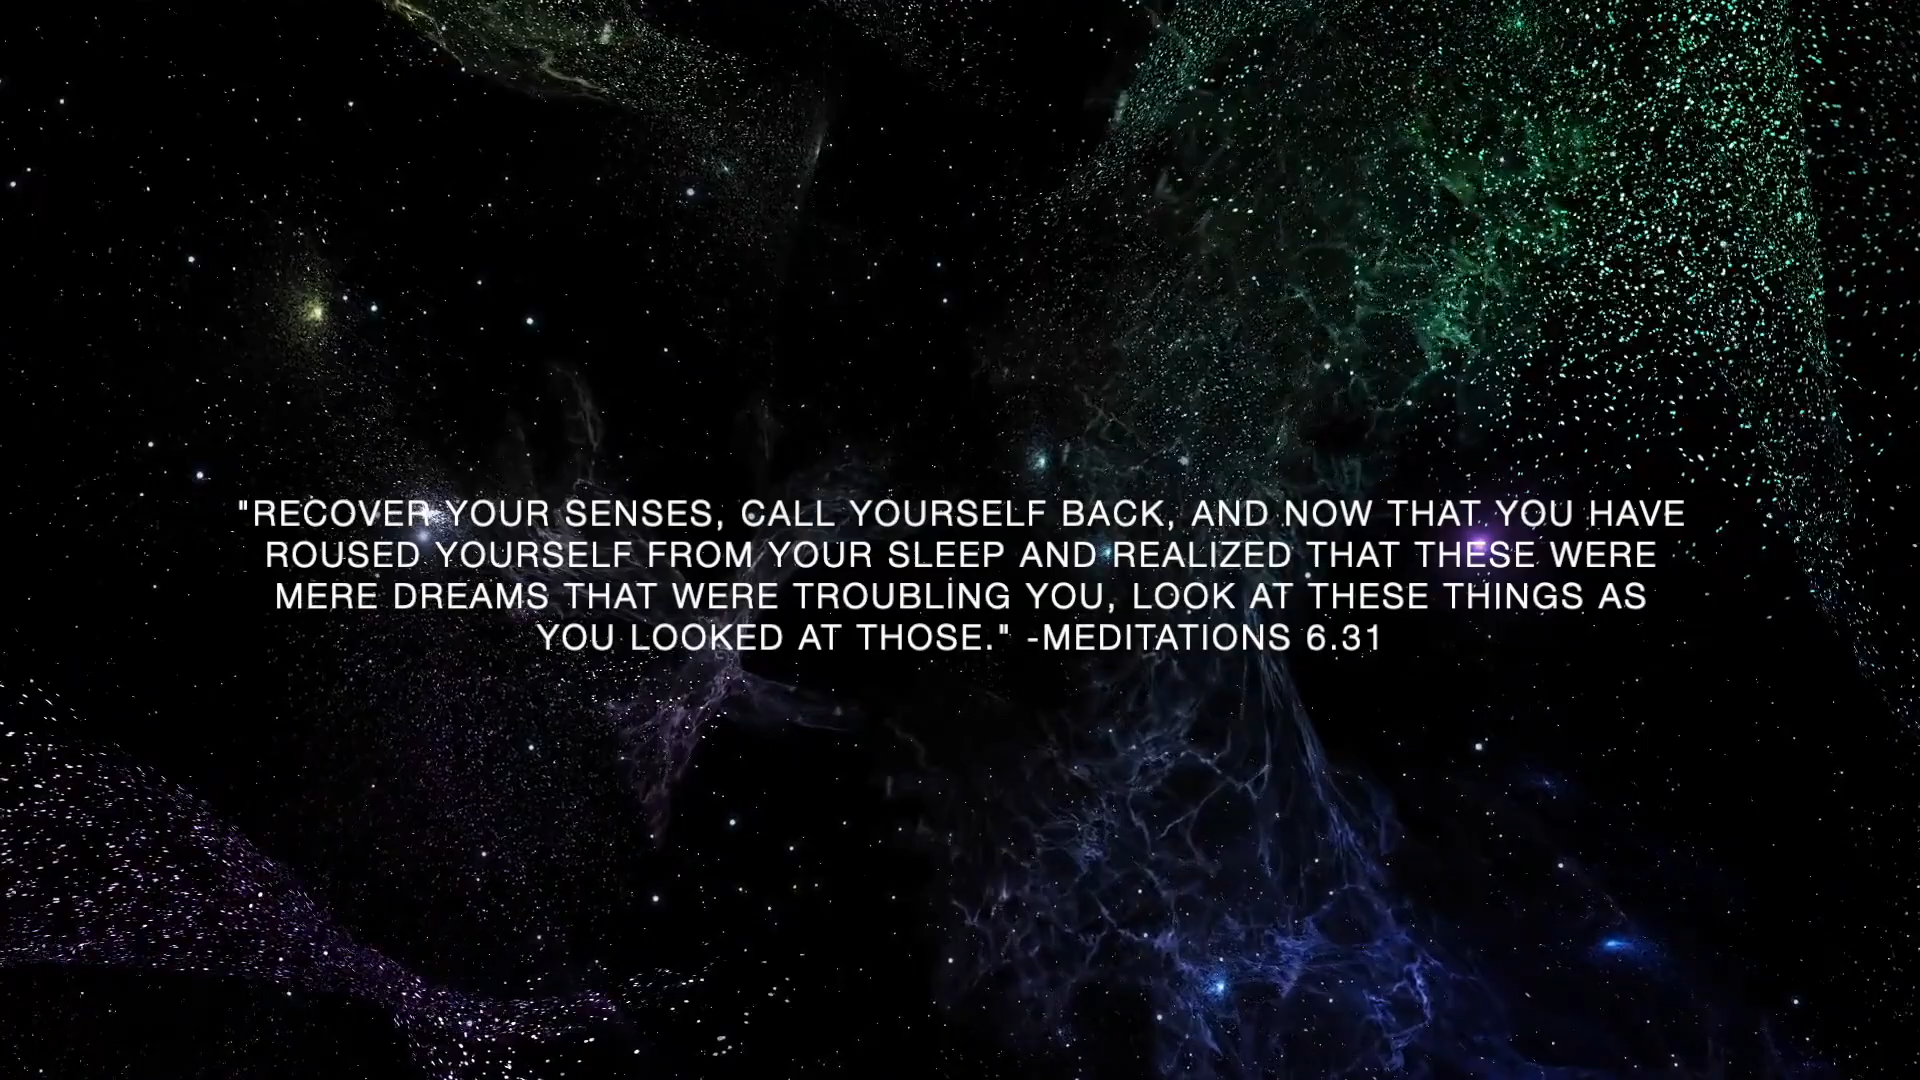 "RECOVER YOUR SENSES, CALL YOURSELF BACK, AND NOW THAT YOU HAVE
ROUSED YOURSELF FROM YOUR SLEEP AND REALIZED THAT THESE WERE
MERE DREAMS THAT WERE TROUBLING YOU, LOOK AT THESE THINGS AS
YOU LOOKED AT THOSE." -MEDITATIONS 6.31